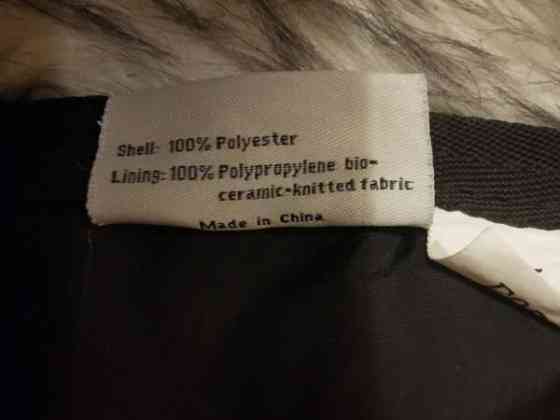 Shell: 100% Polyester
Lining: 100% Polypropylene bio-
ceramic-knitted fabric
Made in China